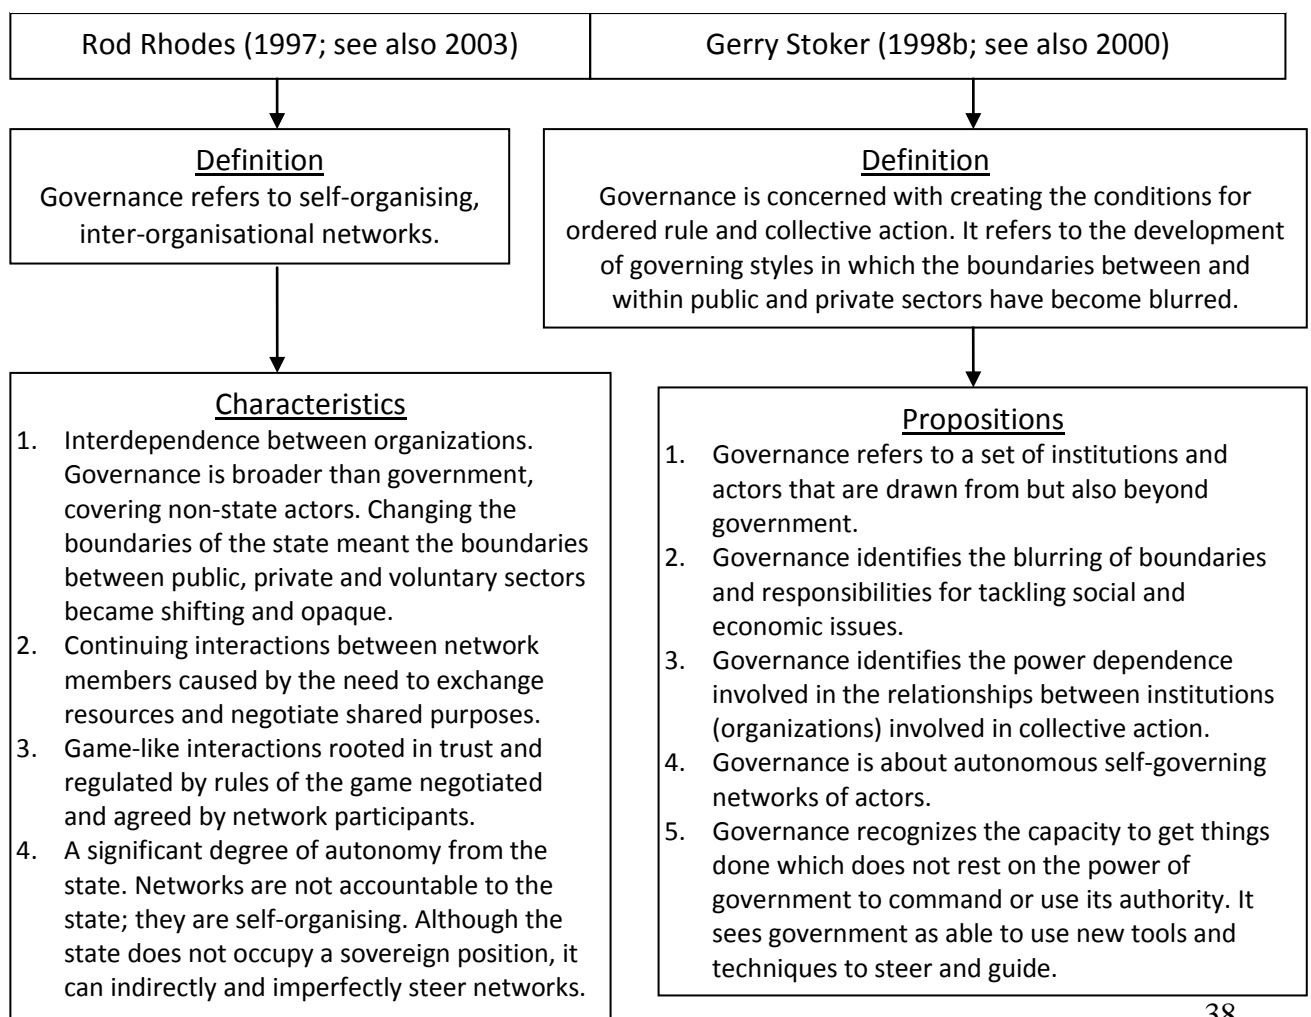 Rod Rhodes (1997; see also 2003)
Gerry Stoker (1998b; see also 2000)
Definition
Governance refers to self-organising,
inter-organisational networks.
Definition
Governance is concerned with creating the conditions for
ordered rule and collective action. It refers to the development
of governing styles in which the boundaries between and
within public and private sectors have become blurred.
Characteristics
1. Interdependence between organizations.
Governance is broader than government,
covering non-state actors. Changing the
boundaries of the state meant the boundaries
between public, private and voluntary sectors
became shifting and opaque.
2. Continuing interactions between network
members caused by the need to exchange
resources and negotiate shared purposes.
3. Game-like interactions rooted in trust and
regulated by rules of the game negotiated
and agreed by network participants.
4. A significant degree of autonomy from the
state. Networks are not accountable to the
state; they are self-organising. Although the
state does not occupy a sovereign position, it
can indirectly and imperfectly steer networks.
Propositions
1. Governance refers to a set of institutions and
actors that are drawn from but also beyond
government.
2. Governance identifies the blurring of boundaries
and responsibilities for tackling social and
economic issues.
3. Governance identifies the power dependence
involved in the relationships between institutions
(organizations) involved in collective action.
4. Governance is about autonomous self-governing
networks of actors.
5. Governance recognizes the capacity to get things
done which does not rest on the power of
government to command or use its authority. It
sees government as able to use new tools and
techniques to steer and guide.
38